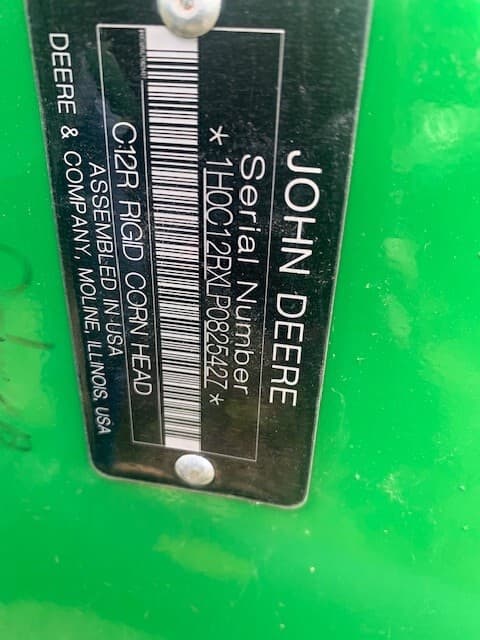 JOHN DEERE
Serial Number
* 1H0C12RXLP0825427 *
C12R RIGID CORN HEAD
ASSEMBLED IN USA
DEERE & COMPANY, MOLINE, ILLINOIS, USA